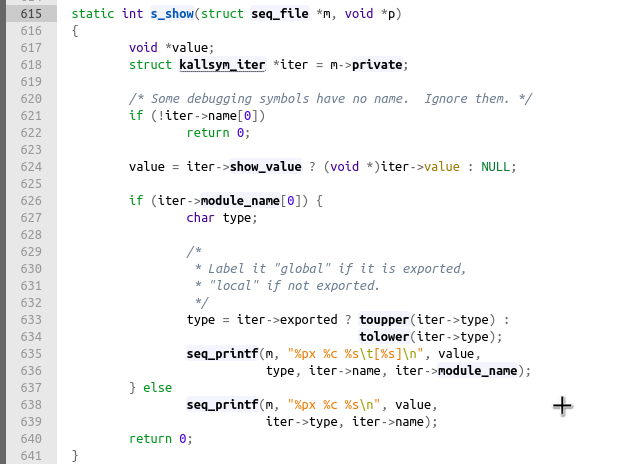 615 static int s_show(struct seq_file *m, void *p)
616 {
617         void *value;
618         struct kallsym_iter *iter = m->private;
619
620         /* Some debugging symbols have no name.  Ignore them. */
621         if (!iter->name[0])
622                 return 0;
623
624         value = iter->show_value ? (void *)iter->value : NULL;
625
626         if (iter->module_name[0]) {
627                 char type;
628
629                 /*
630                  * Label it "global" if it is exported,
631                  * "local" if not exported.
632                  */
633                 type = iter->exported ? toupper(iter->type) :
634                                         tolower(iter->type);
635                 seq_printf(m, "%px %c %s\t[%s]\n", value,
636                            type, iter->name, iter->module_name);
637         } else
638                 seq_printf(m, "%px %c %s\n", value,
639                            iter->type, iter->name);
640         return 0;
641 }